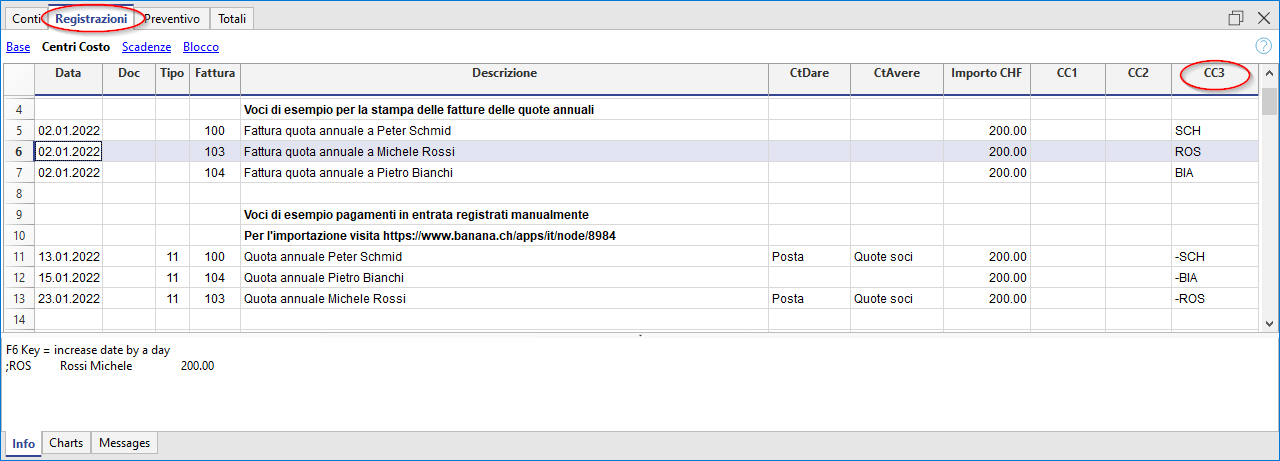 Conti Registrazioni Preventivo Totali
Base Centri Costo Scadenze Blocco ?
Data Doc Tipo Fattura Descrizione CtDare CtAvere Importo CHF CC1 CC2 CC3
4 Voci di esempio per la stampa delle fatture delle quote annuali
5 02.01.2022 100 Fattura quota annuale a Peter Schmid 200.00 SCH
6 02.01.2022 103 Fattura quota annuale a Michele Rossi 200.00 ROS
7 02.01.2022 104 Fattura quota annuale a Pietro Bianchi 200.00 BIA
8
9 Voci di esempio pagamenti in entrata registrati manualmente
10 Per l'importazione visita https://www.banana.ch/apps/it/node/8984
11 13.01.2022 11 100 Quota annuale Peter Schmid Posta Quote soci 200.00 -SCH
12 15.01.2022 11 104 Quota annuale Pietro Bianchi 200.00 -BIA
13 23.01.2022 11 103 Quota annuale Michele Rossi Posta Quote soci 200.00 -ROS
14
F6 Key = increase date by a day
;ROS Rossi Michele 200.00
Info Charts Messages